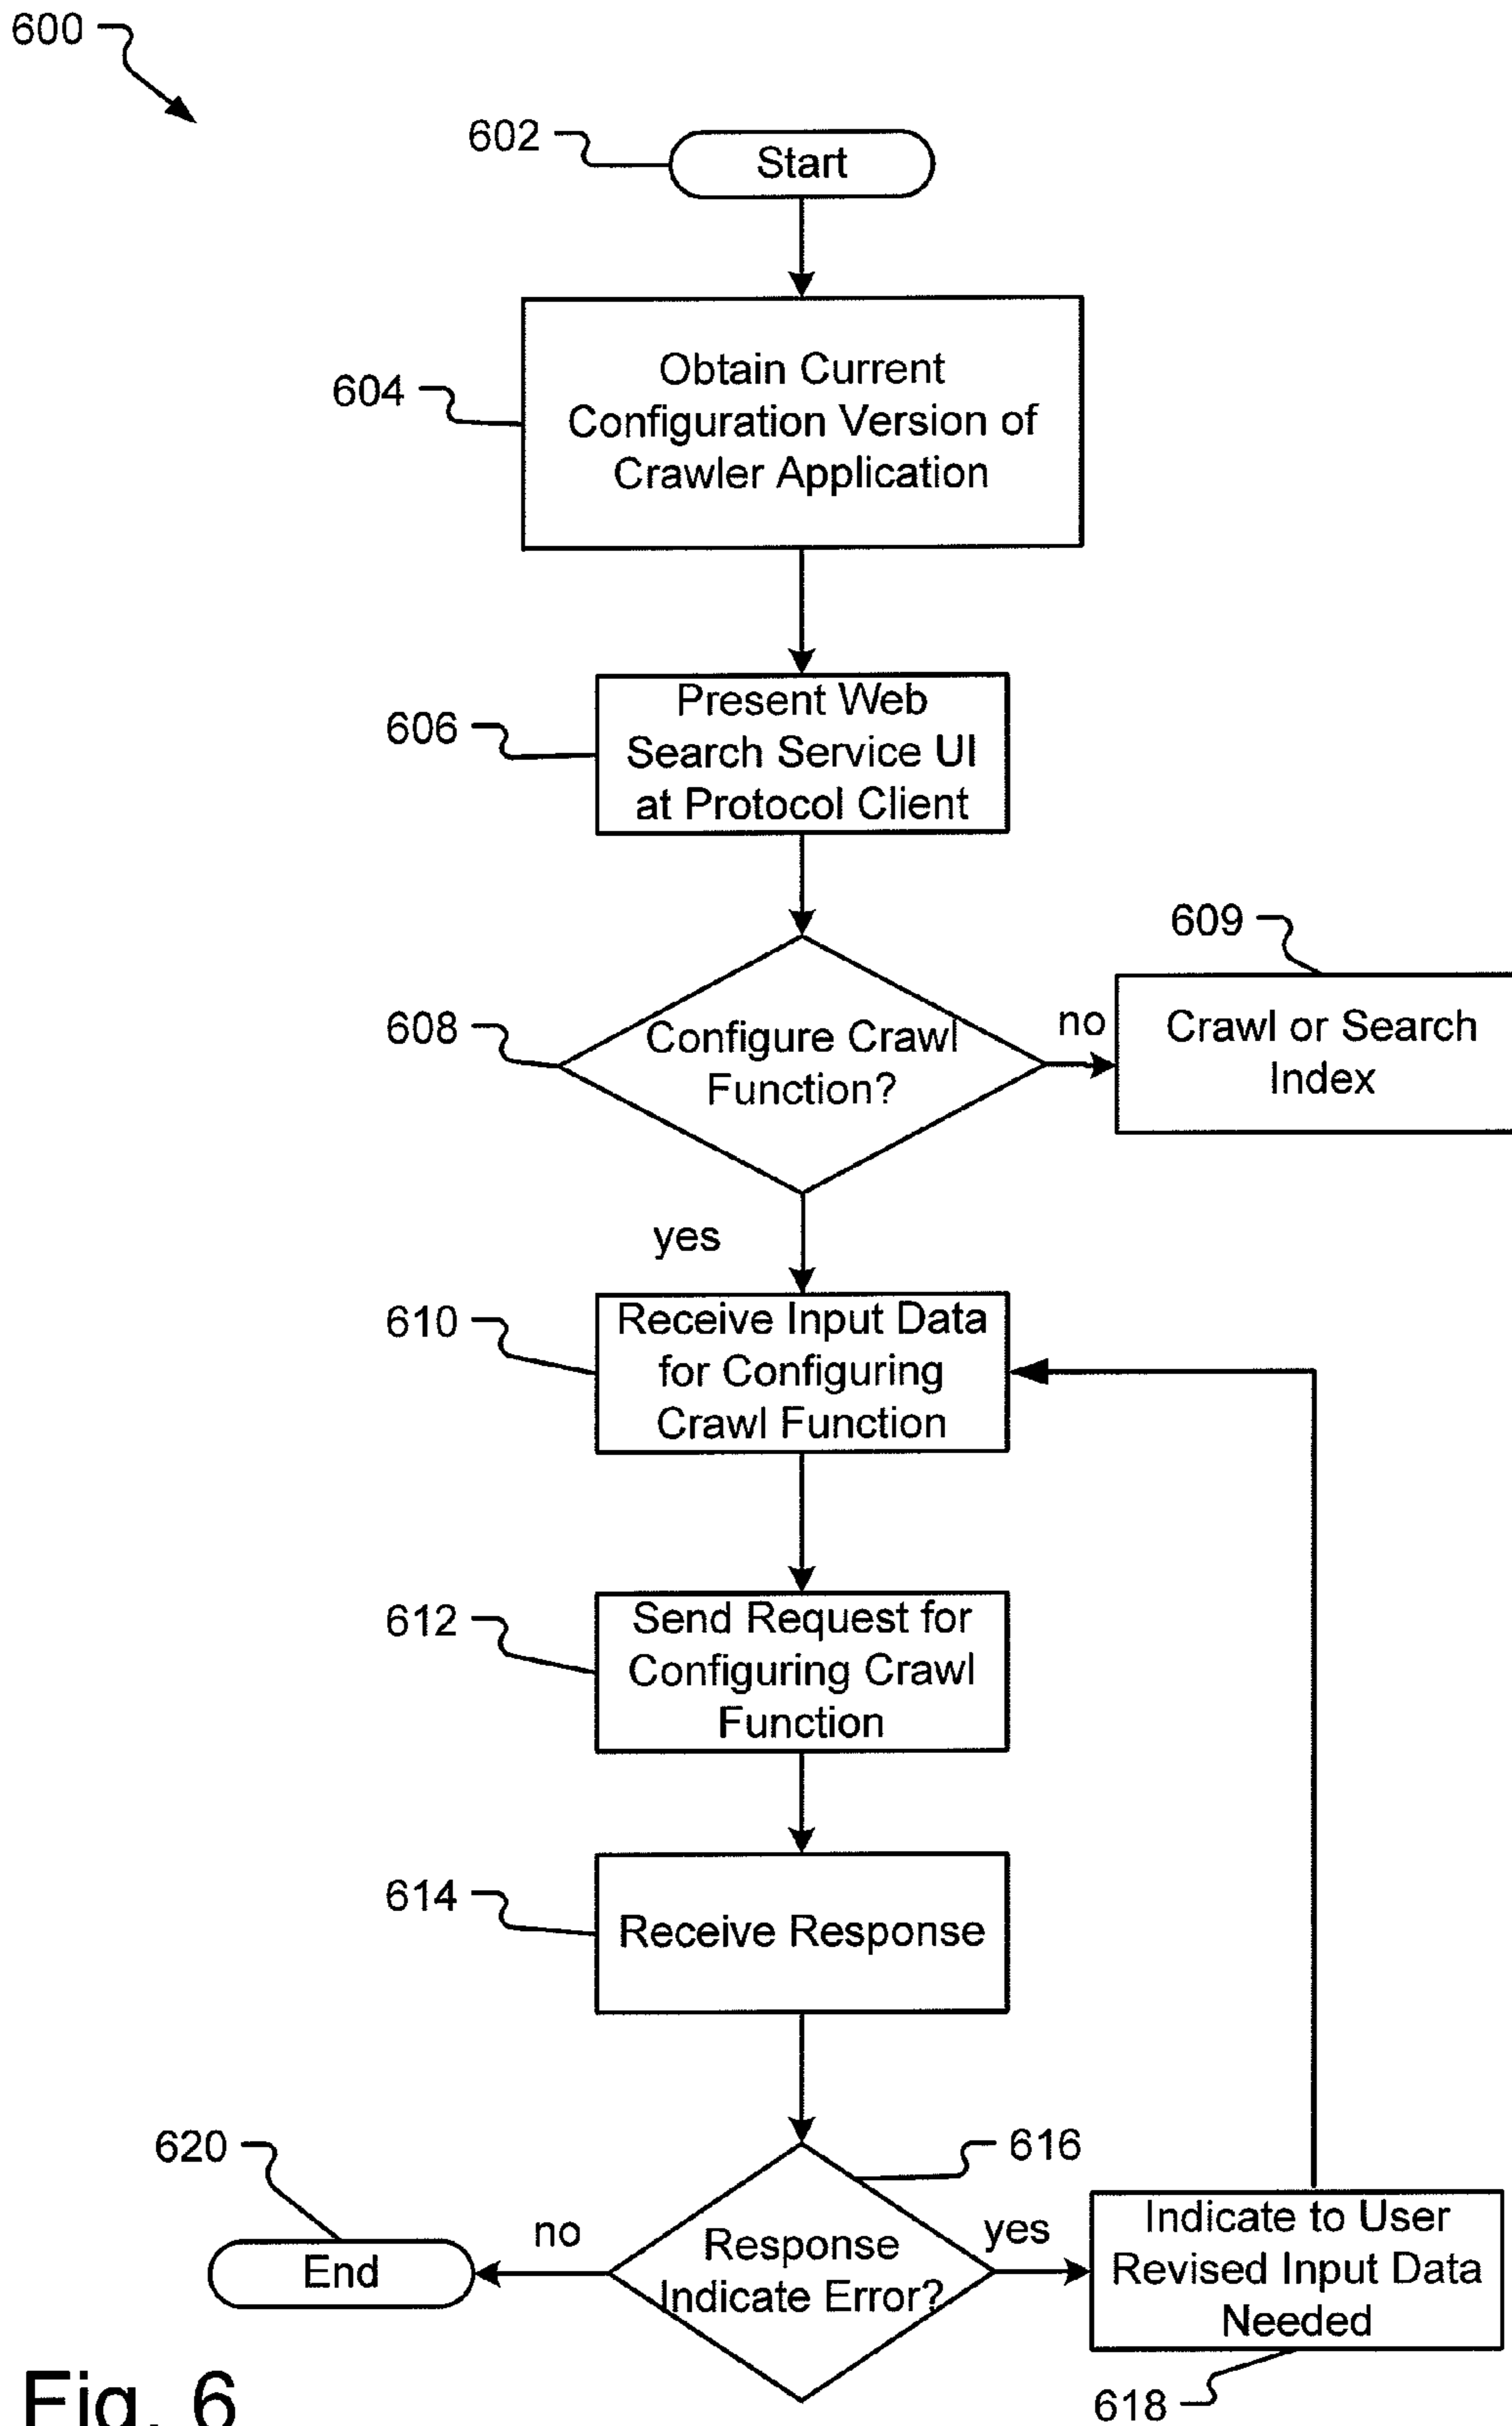 600
602
Start
604
Obtain Current
Configuration Version of
Crawler Application
606
Present Web
Search Service UI
at Protocol Client
609
608
Configure Crawl
Function?
no
Crawl or Search
Index
yes
610
Receive Input Data
for Configuring
Crawl Function
612
Send Request for
Configuring Crawl
Function
614
Receive Response
620
616
End
no
Response
Indicate Error?
yes
Indicate to User
Revised Input Data
Needed
618
Fig. 6